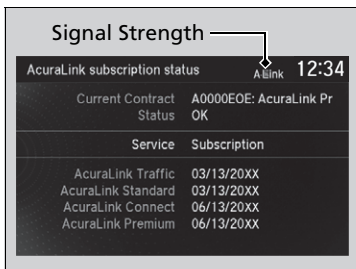 Signal Strength
AcuraLink subscription status A-Link 12:34
Current Contract A0000EOE: AcuraLink Pr
Status OK
Service Subscription
AcuraLink Traffic 03/13/20XX
AcuraLink Standard 03/13/20XX
AcuraLink Connect 06/13/20XX
AcuraLink Premium 06/13/20XX